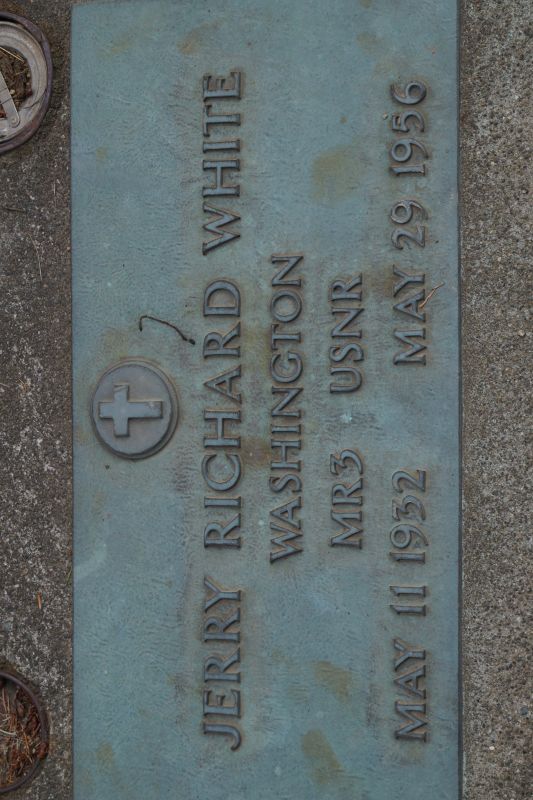 JERRY RICHARD WHITE
WASHINGTON
MR3 USNR
MAY 11 1932 MAY 29 1956